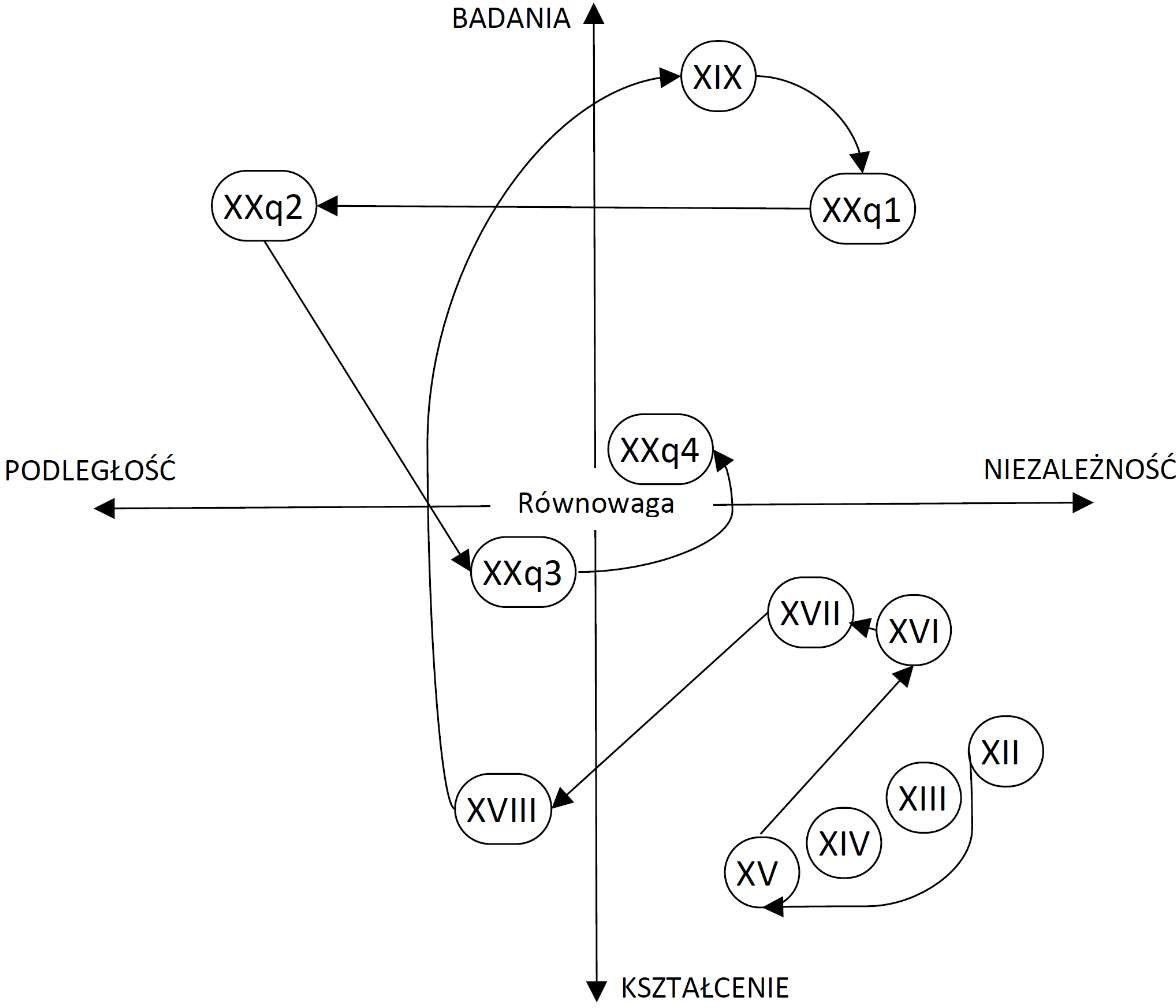 BADANIA
XIX
XXq2
XXq1
XXq4
PODLEGŁOŚĆ
NIEZALEŻNOŚĆ
Równowaga
XXq3
XVII
XVI
XII
XIII
XVIII
XIV
XV
KSZTAŁCENIE